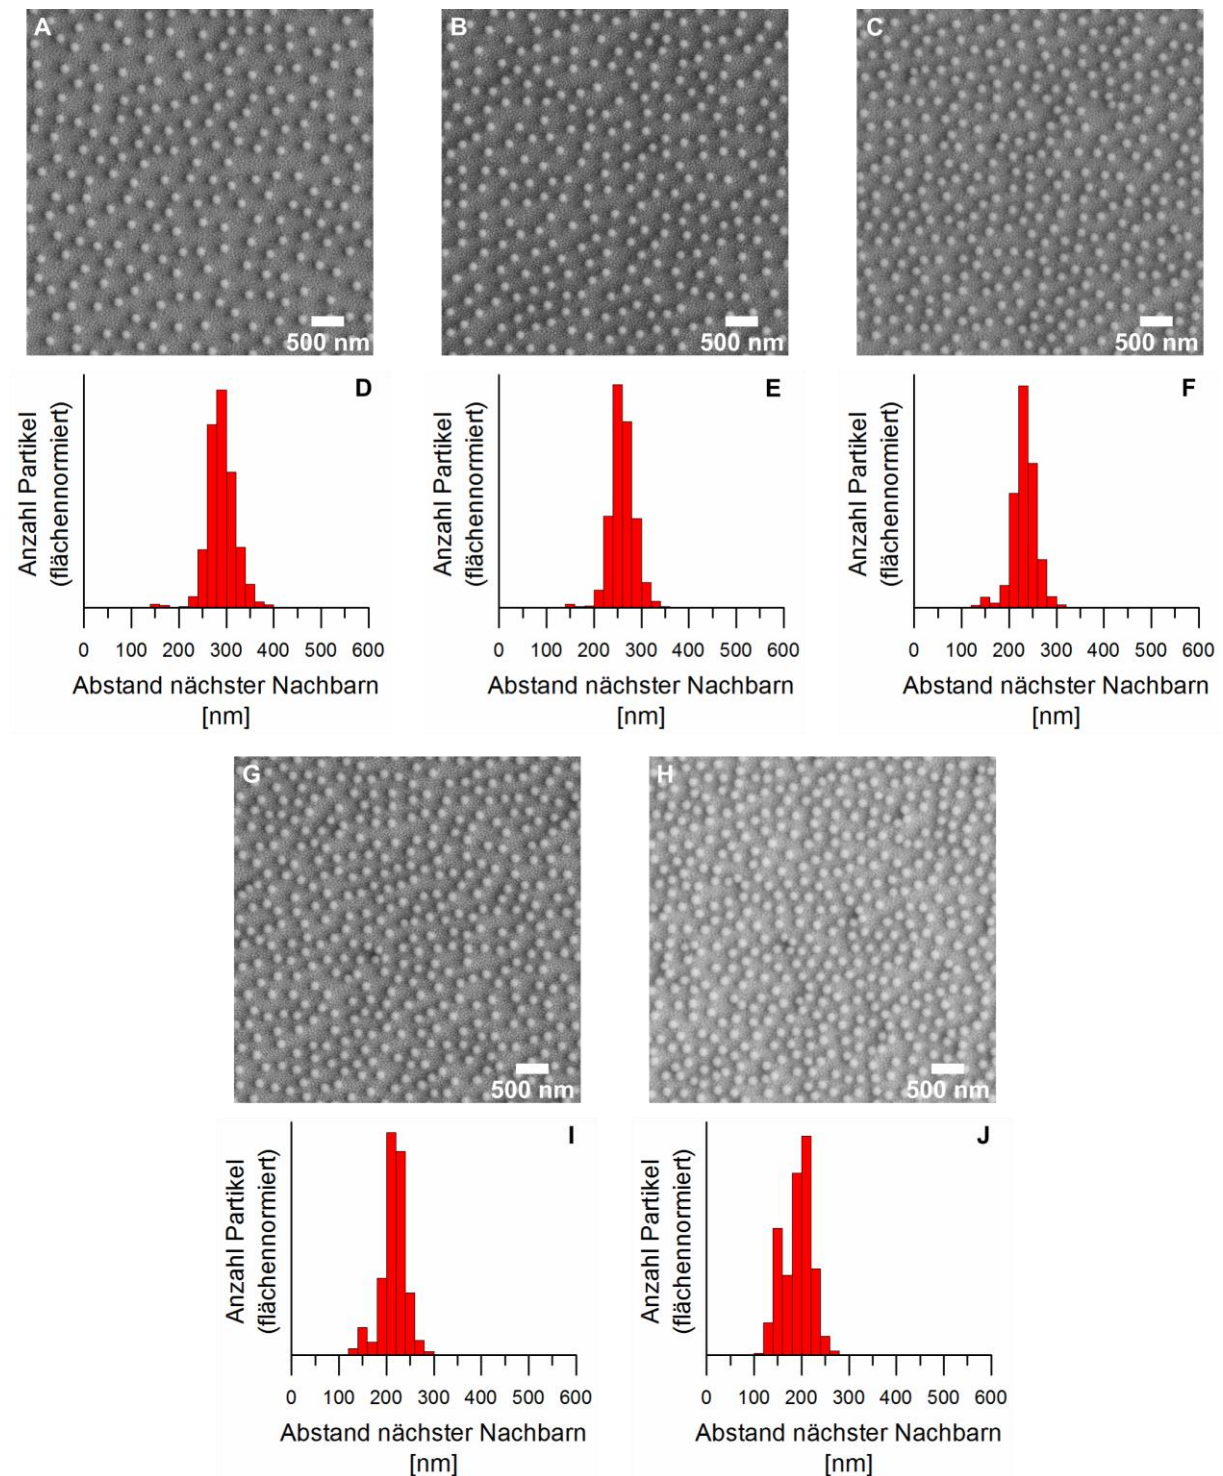 A
B
C
500 nm
500 nm
500 nm
D
E
F
Anzahl Partikel
(flächennormiert)
0 100 200 300 400 500 600
Abstand nächster Nachbarn
[nm]
Anzahl Partikel
(flächennormiert)
0 100 200 300 400 500 600
Abstand nächster Nachbarn
[nm]
Anzahl Partikel
(flächennormiert)
0 100 200 300 400 500 600
Abstand nächster Nachbarn
[nm]
G
H
500 nm
500 nm
I
J
Anzahl Partikel
(flächennormiert)
0 100 200 300 400 500 600
Abstand nächster Nachbarn
[nm]
Anzahl Partikel
(flächennormiert)
0 100 200 300 400 500 600
Abstand nächster Nachbarn
[nm]